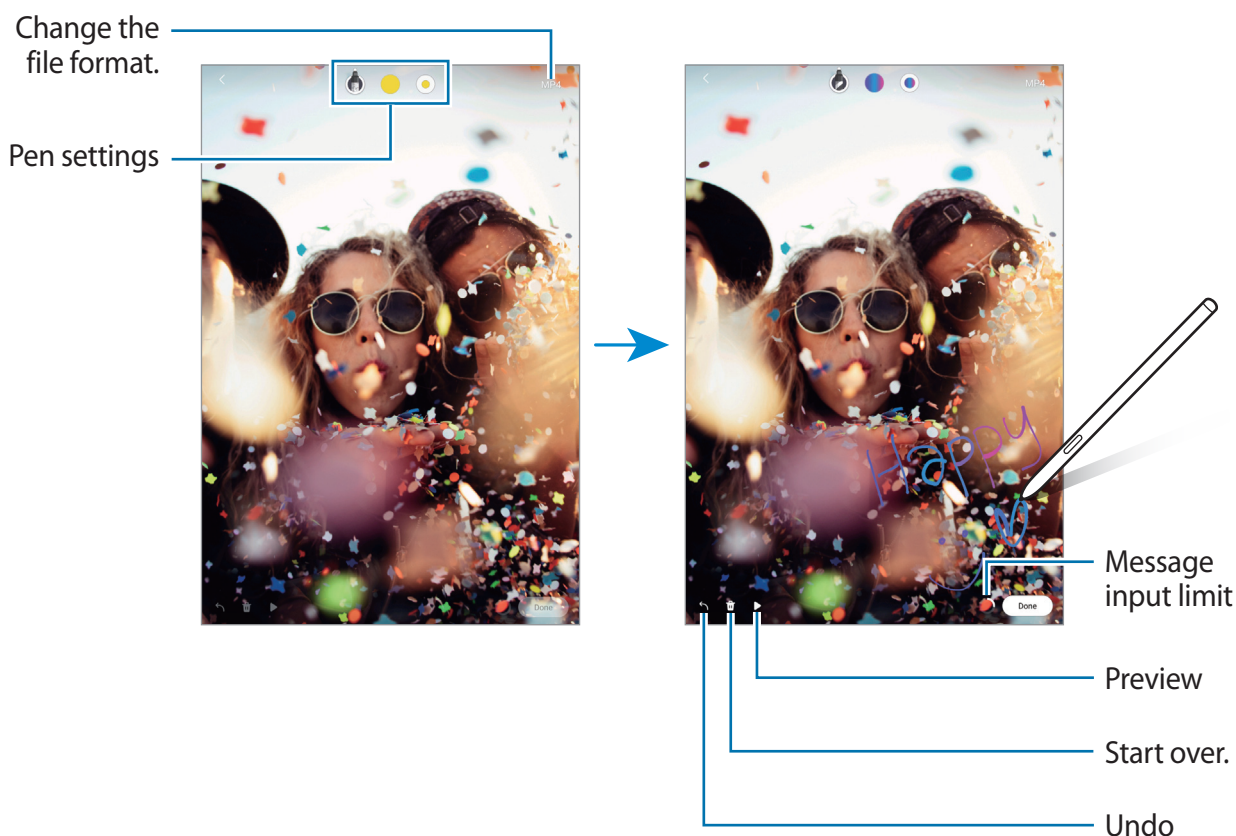 Change the
file format.
MP4
MP4
Pen settings
Happy
Message
input limit
Done
Done
Preview
Start over.
Undo